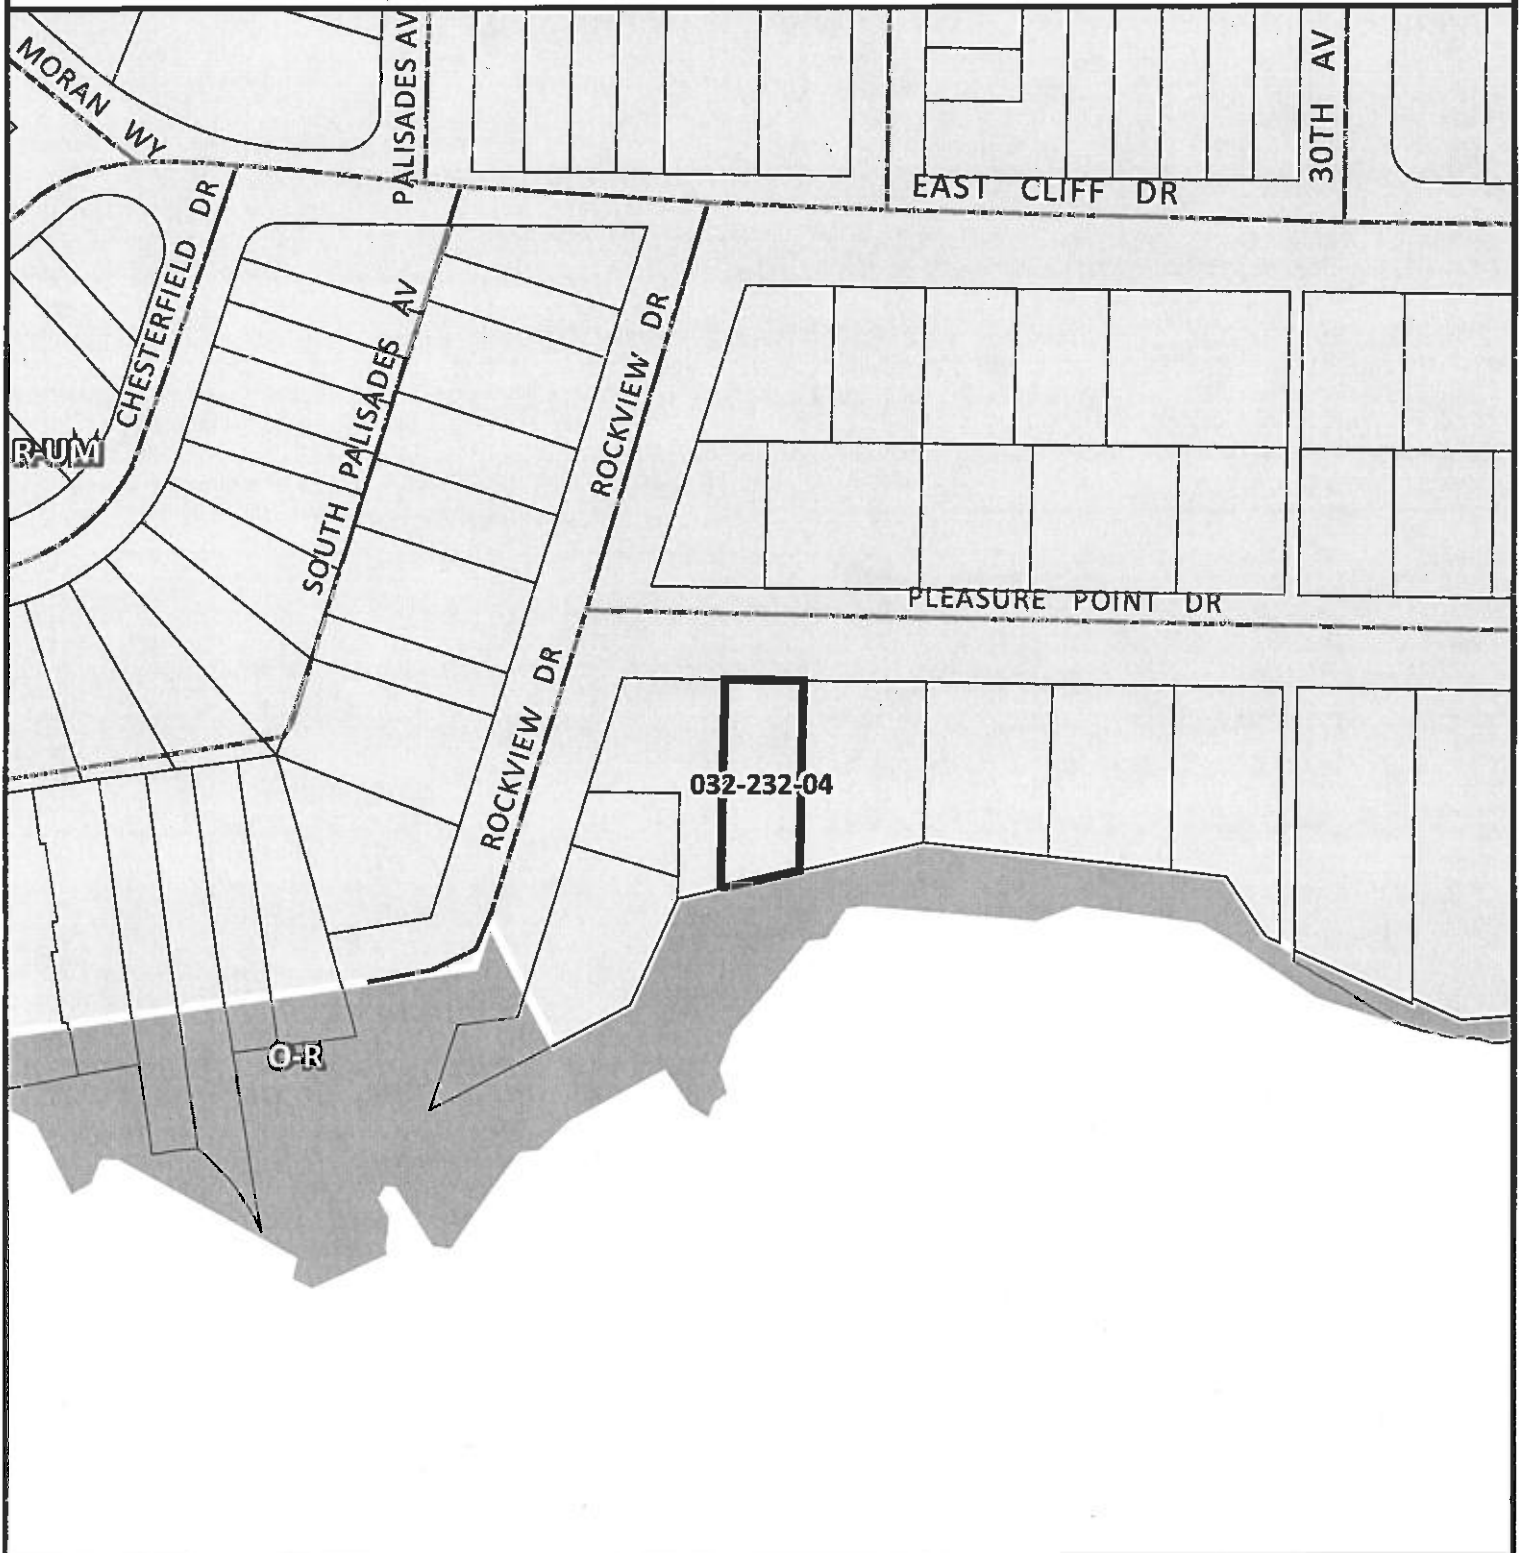 MORAN WY
PALISADES AV
30TH AV
EAST CLIFF DR
CHESTERFIELD DR
SOUTH PALISADES AV
ROCKVIEW DR
R-UM
PLEASURE POINT DR
ROCKVIEW DR
032-232-04
O-R